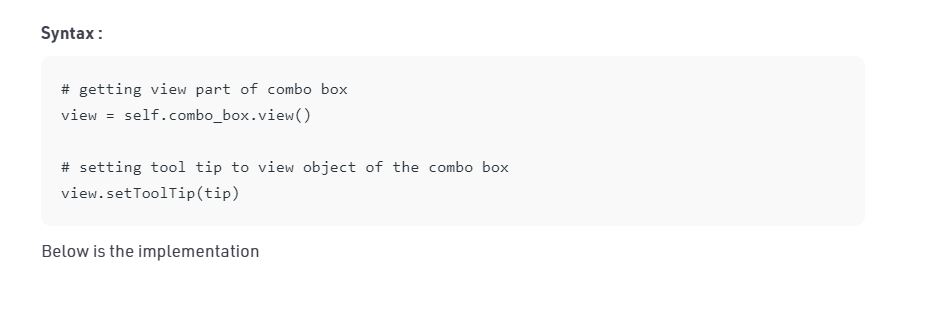 Syntax :
# getting view part of combo box
view = self.combo_box.view()
# setting tool tip to view object of the combo box
view.setToolTip(tip)
Below is the implementation